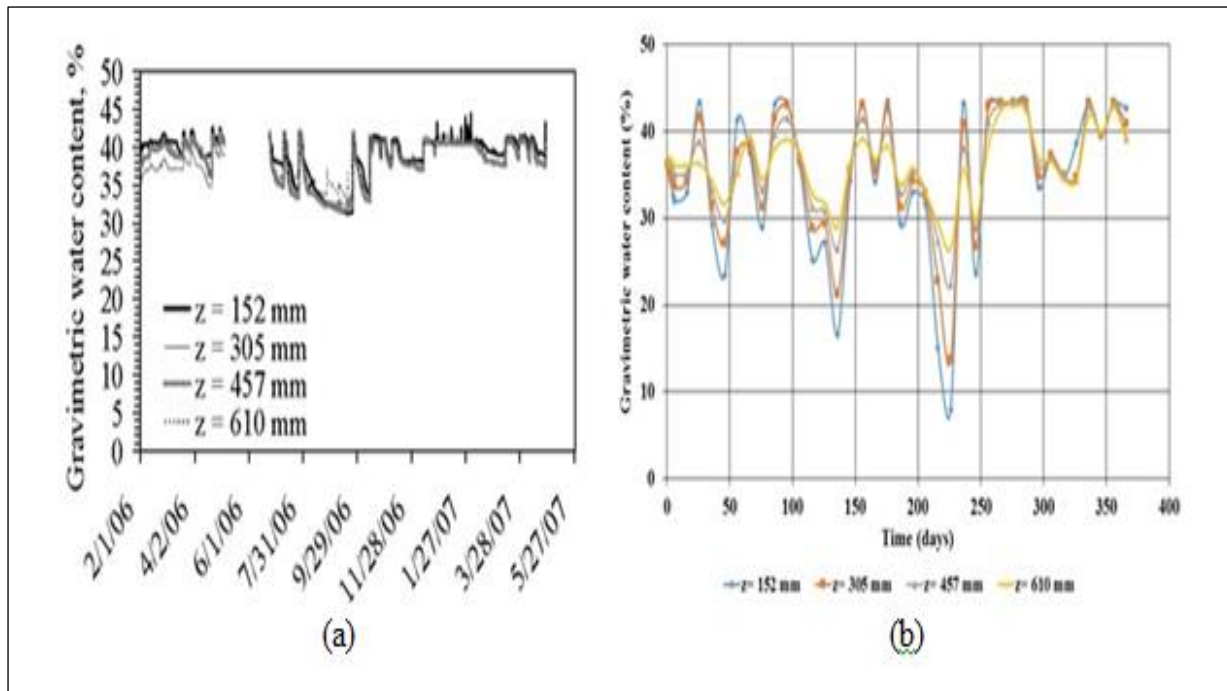 Gravimetric water content, %
50
45
40
35
30
25
20
15
10
5
0
z = 152 mm
z = 305 mm
z = 457 mm
z = 610 mm
2/1/06
4/2/06
6/1/06
7/31/06
9/29/06
11/28/06
1/27/07
3/28/07
5/27/07
(a)
Gravimetric water content (%)
50
40
30
20
10
0
0 50 100 150 200 250 300 350 400
Time (days)
z= 152 mm z= 305 mm z= 457 mm z= 610 mm
(b)